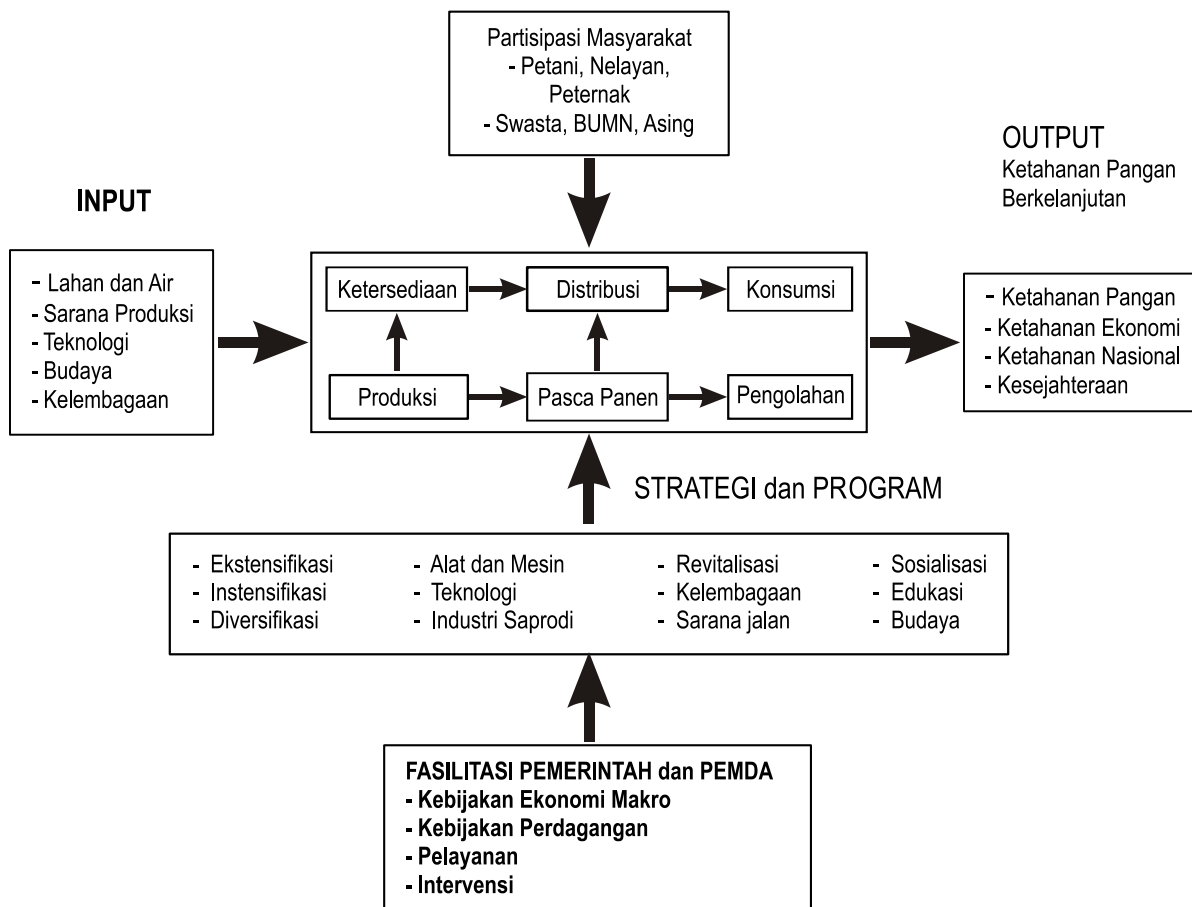 Partisipasi Masyarakat
- Petani, Nelayan,
Peternak
- Swasta, BUMN, Asing
OUTPUT
Ketahanan Pangan
Berkelanjutan
INPUT
- Lahan dan Air
- Sarana Produksi
- Teknologi
- Budaya
- Kelembagaan
Ketersediaan
Distribusi
Konsumsi
Produksi
Pasca Panen
Pengolahan
- Ketahanan Pangan
- Ketahanan Ekonomi
- Ketahanan Nasional
- Kesejahteraan
STRATEGI dan PROGRAM
- Ekstensifikasi
- Instensifikasi
- Diversifikasi
- Alat dan Mesin
- Teknologi
- Industri Saprodi
- Revitalisasi
- Kelembagaan
- Sarana jalan
- Sosialisasi
- Edukasi
- Budaya
FASILITASI PEMERINTAH dan PEMDA
- Kebijakan Ekonomi Makro
- Kebijakan Perdagangan
- Pelayanan
- Intervensi